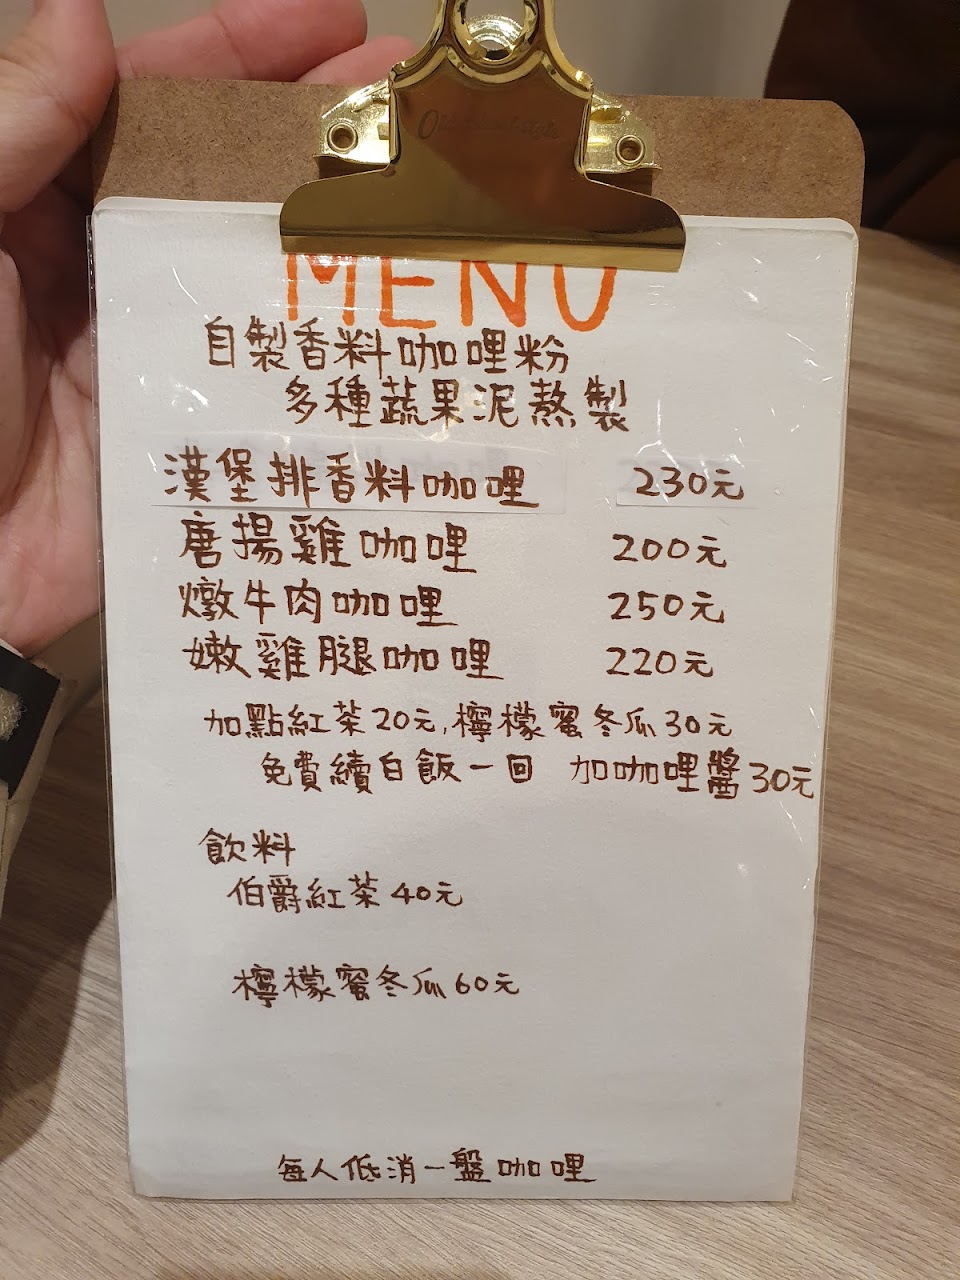 MENU
自製香料咖哩粉
多種蔬果泥熬製
漢堡排香料咖哩 230元
唐揚雞咖哩 200元
燉牛肉咖哩 250元
嫩雞腿咖哩 220元
加點紅茶20元,檸檬蜜冬瓜30元
免費續白飯一回 加咖哩醬30元
飲料
伯爵紅茶40元
檸檬蜜冬瓜60元
每人低消一盤咖哩